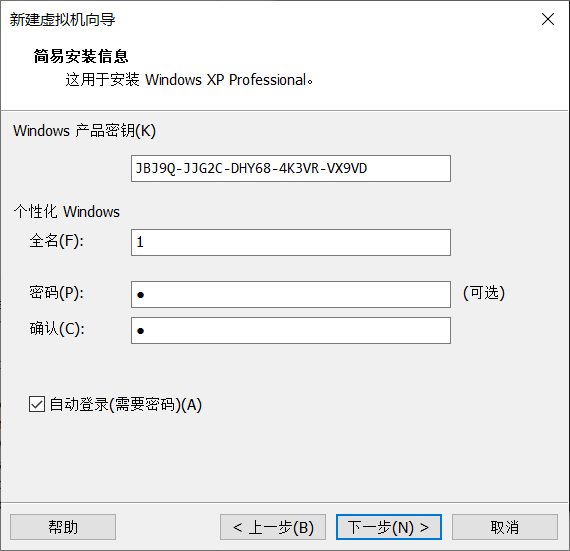 新建虚拟机向导
简易安装信息
这用于安装 Windows XP Professional。
Windows 产品密钥(K)
JBJ9Q-JJG2C-DHY68-4K3VR-VX9VD
个性化 Windows
全名(F): 1
密码(P): ● (可选)
确认(C): ●
自动登录(需要密码)(A)
帮助 < 上一步(B) 下一步(N) > 取消